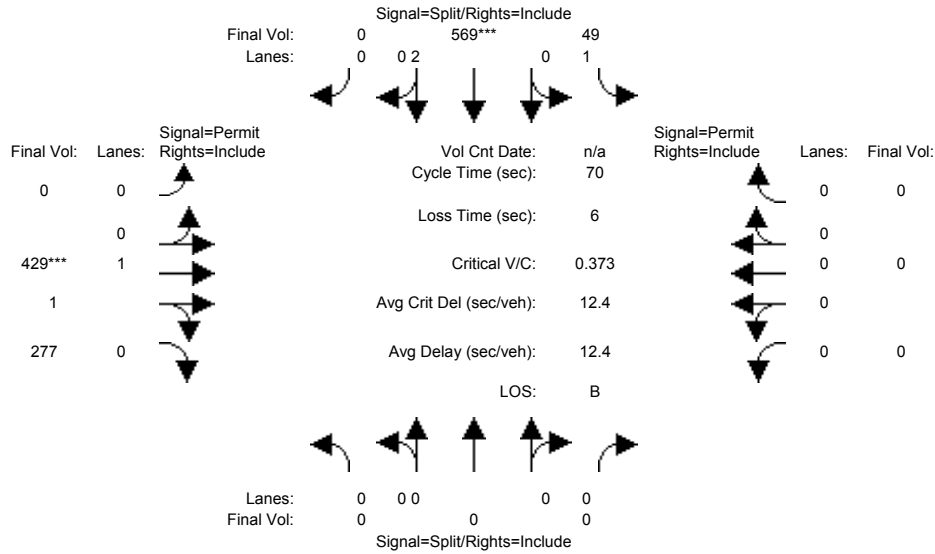 Signal=Split/Rights=Include
Final Vol: 0 569*** 49
Lanes: 0 0 2 0 1
Signal=Permit Signal=Permit
Final Vol: Lanes: Rights=Include Vol Cnt Date: n/a Rights=Include Lanes: Final Vol:
Cycle Time (sec): 70
0 0 0 0
Loss Time (sec): 6
0 0
429*** 1 Critical V/C: 0.373 0 0
1 Avg Crit Del (sec/veh): 12.4 0
277 0 Avg Delay (sec/veh): 12.4 0 0
LOS: B
Lanes: 0 0 0 0 0
Final Vol: 0 0 0
Signal=Split/Rights=Include